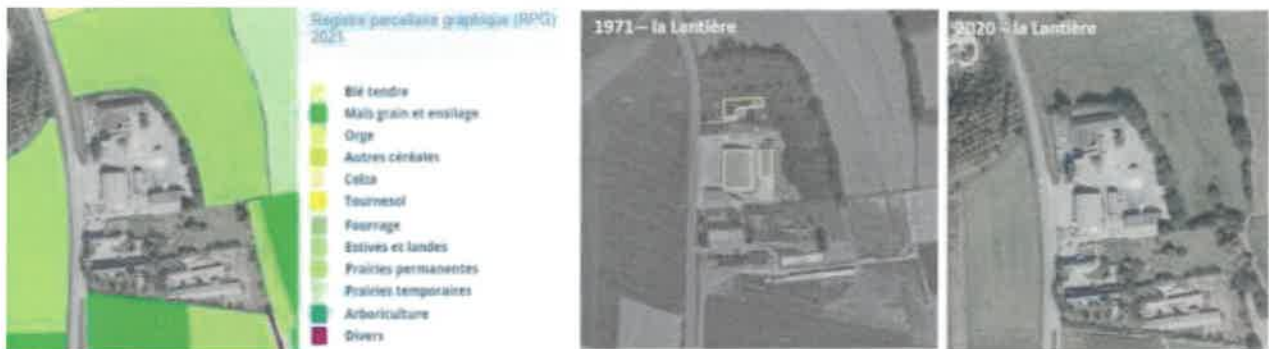 Registre parcellaire graphique (RPG)
2021
Blé tendre
Maïs grain et ensilage
Orge
Autres céréales
Colza
Tournesol
Fourrage
Estives et landes
Prairies permanentes
Prairies temporaires
Arboriculture
Divers
1971 – la Lantière
2020 – la Lantière